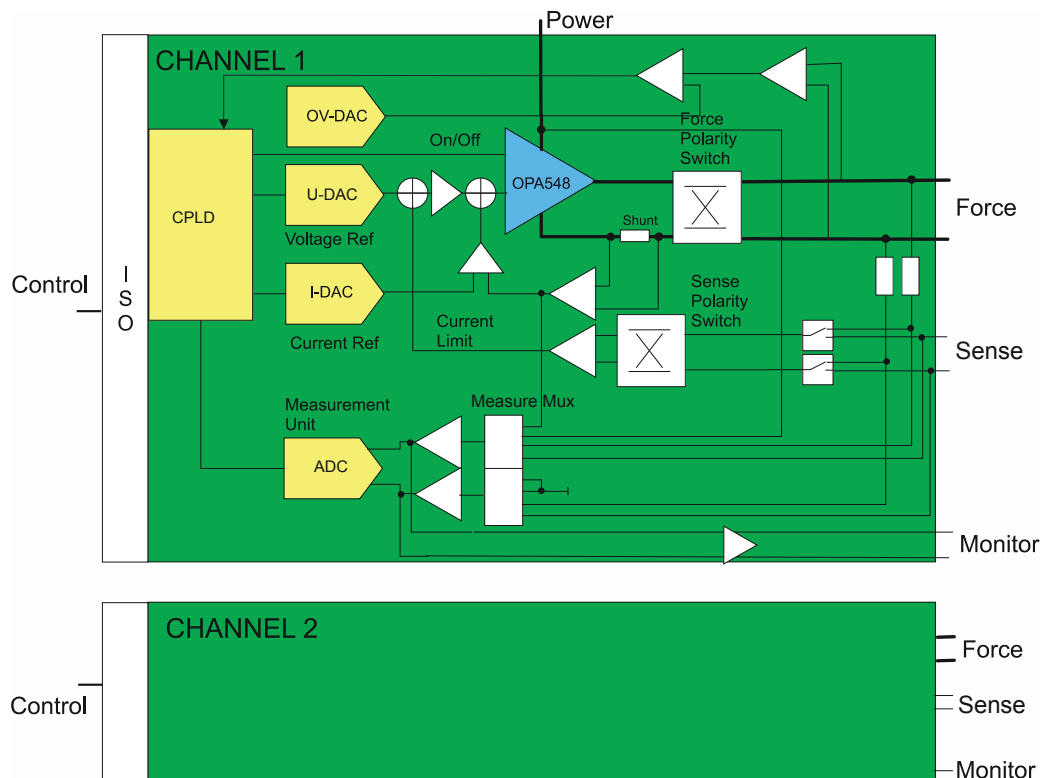 Power
CHANNEL 1
OV-DAC
Force
Polarity
Switch
On/Off
OPA548
CPLD
U-DAC
Voltage Ref
Shunt
Force
Control
ISO
I-DAC
Current Ref
Current
Limit
Sense
Polarity
Switch
Sense
Measurement
Unit
Measure Mux
ADC
Monitor
CHANNEL 2
Force
Control
Sense
Monitor